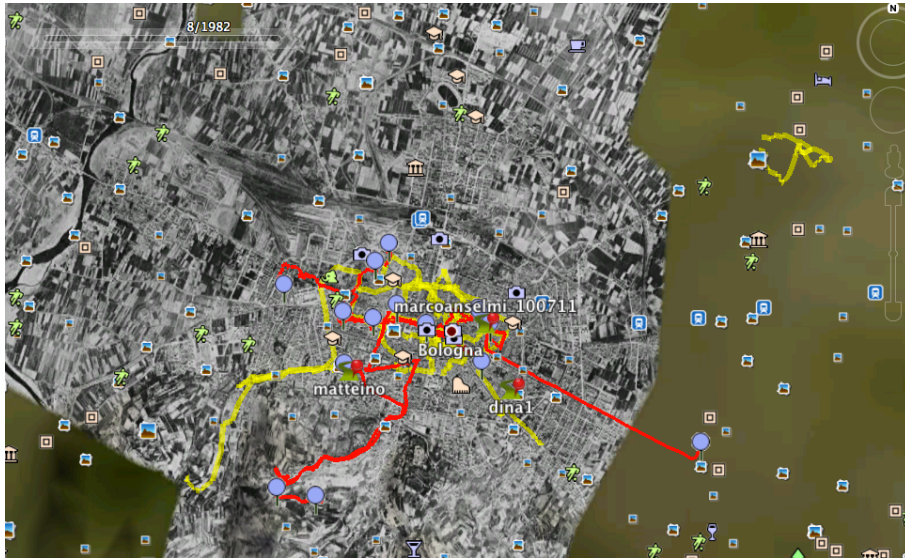 N
8/1982
marcoanselmi_100711
Bologna
matteino
dina1